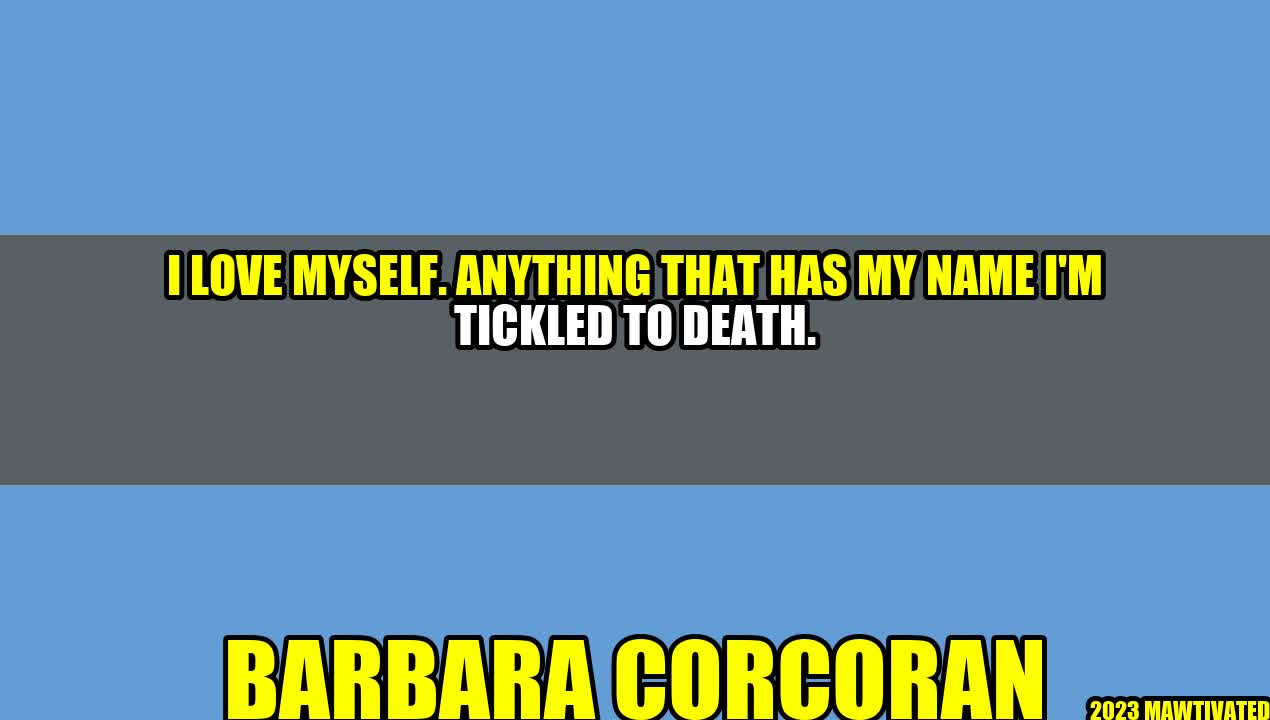 I LOVE MYSELF. ANYTHING THAT HAS MY NAME I'M
TICKLED TO DEATH.
BARBARA CORCORAN
2023 MAWTIVATED